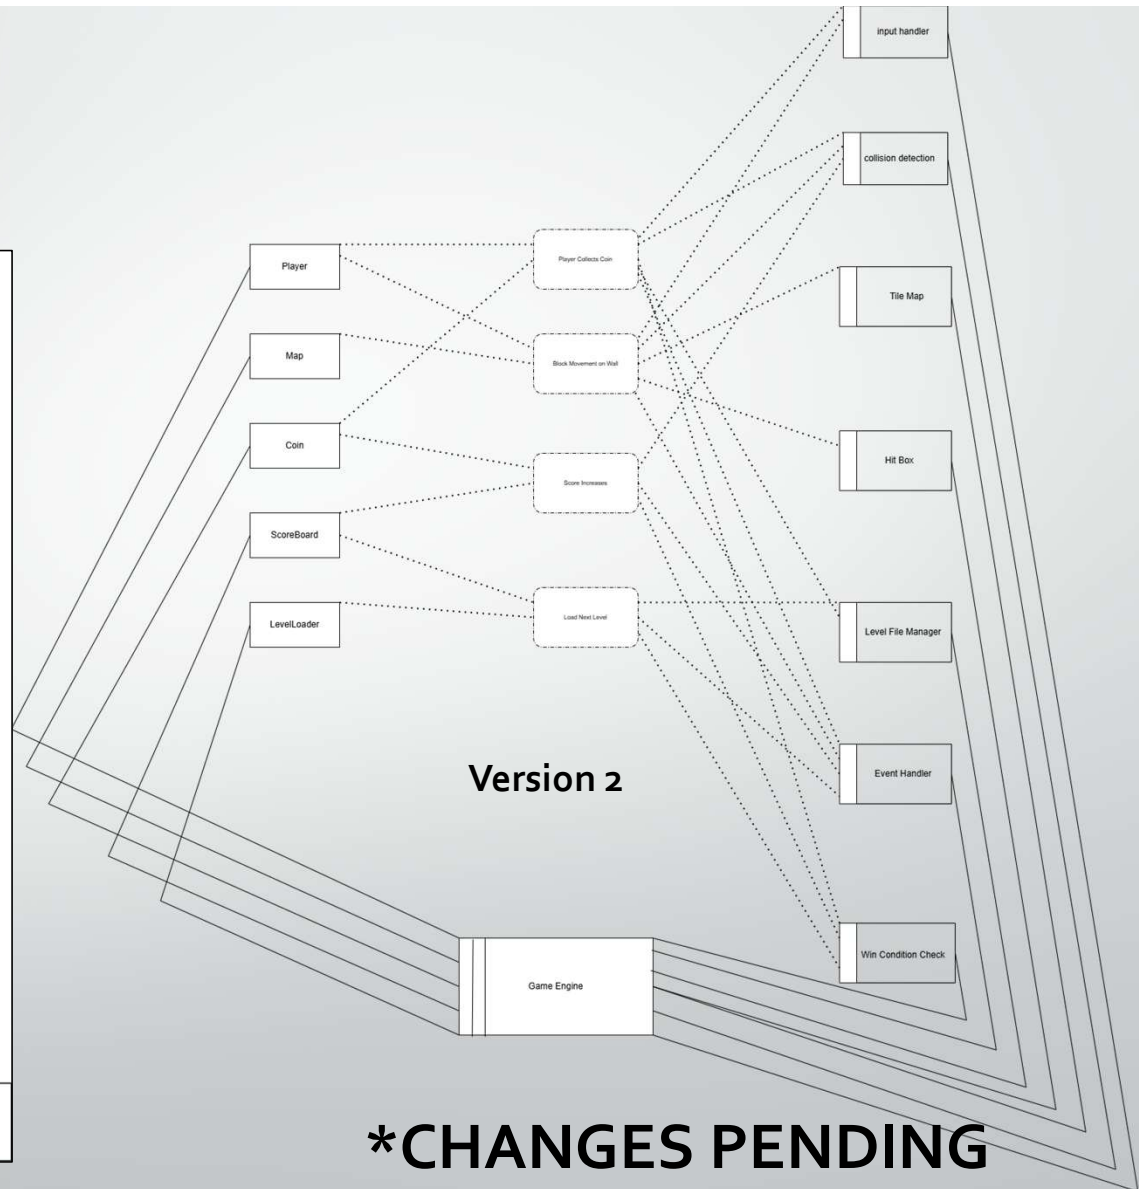 input handler
collision detection
Player
Player Collects Coin
Tile Map
Map
Block Movement on Wall
Coin
Hit Box
Score Increases
ScoreBoard
LevelLoader
Load Next Level
Level File Manager
Version 2
Event Handler
Win Condition Check
Game Engine
*CHANGES PENDING